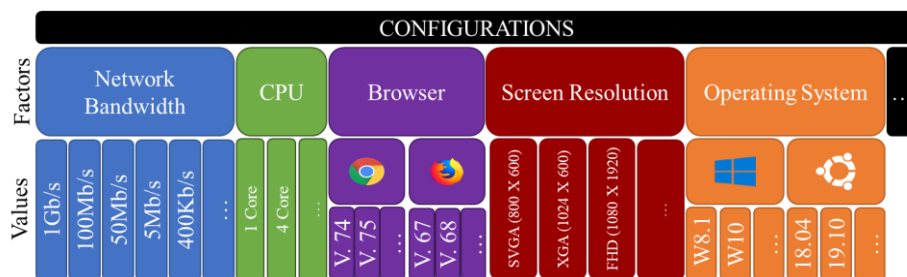 CONFIGURATIONS
Factors
Network
Bandwidth
CPU
Browser
Screen Resolution
Operating System
…
Values
1Gb/s
100Mb/s
50Mb/s
5Mb/s
400Kb/s
…
1 Core
4 Core
…
V. 74
V. 75
…
V. 67
V. 68
…
SVGA (800 X 600)
XGA (1024 X 600)
FHD (1080 X 1920)
…
W8.1
W10
…
18.04
19.10
…